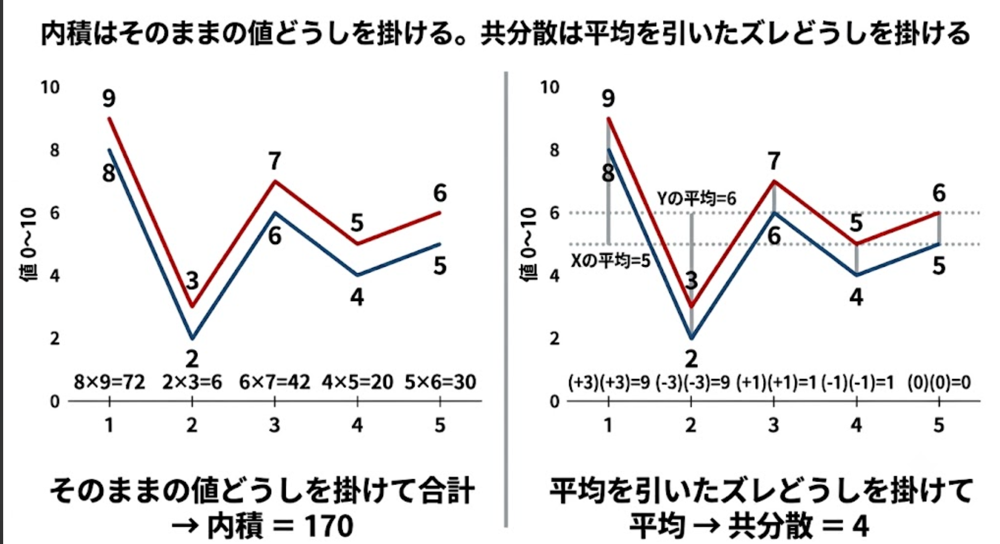 内積はそのままの値どうしを掛ける。共分散は平均を引いたズレどうしを掛ける
値 0〜10
10
8
6
4
2
0
9
8
3
2
7
6
5
4
6
5
8×9=72 2×3=6 6×7=42 4×5=20 5×6=30
1 2 3 4 5
そのままの値どうしを掛けて合計
→ 内積 = 170
値 0〜10
10
8
6
4
2
0
9
8
Yの平均=6
Xの平均=5
3
2
7
6
5
4
6
5
(+3)(+3)=9 (-3)(-3)=9 (+1)(+1)=1 (-1)(-1)=1 (0)(0)=0
1 2 3 4 5
平均を引いたズレどうしを掛けて
平均 → 共分散 = 4